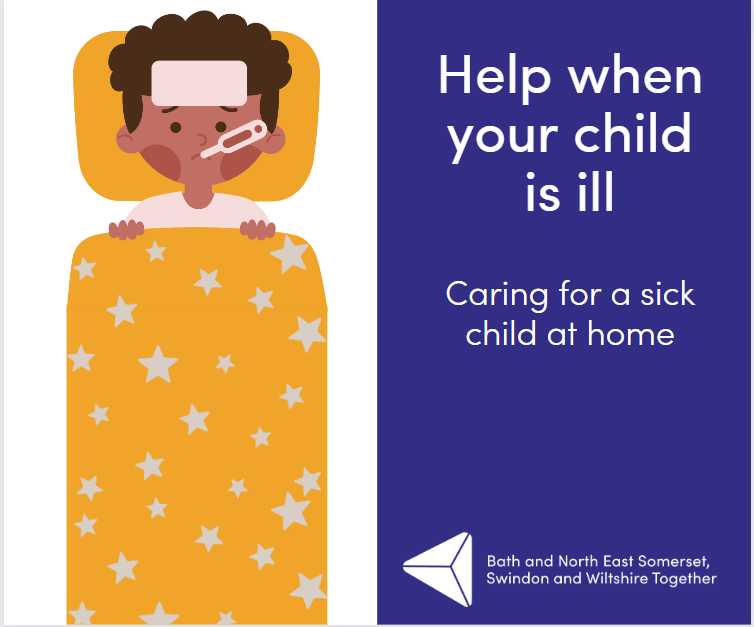 Help when
your child
is ill
Caring for a sick
child at home
Bath and North East Somerset,
Swindon and Wiltshire Together